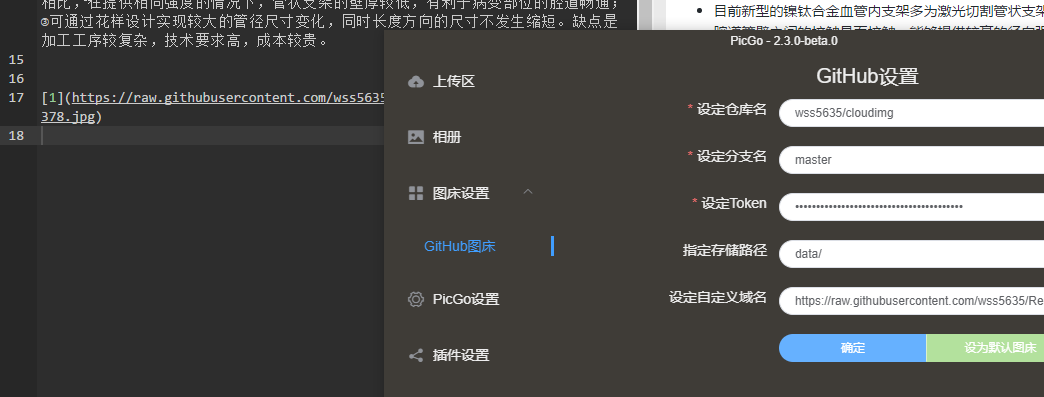 相比，在提供相同强度的情况下，管状支架的壁厚较低，有利于病变部位的腔道畅通；
③可通过花样设计实现较大的管径尺寸变化，同时长度方向的尺寸不发生缩短。缺点是
加工工序较复杂，技术要求高，成本较贵。
15
16
17 [1](https://raw.githubusercontent.com/wss5635
378.jpg)
18
目前新型的镍钛合金血管内支架多为激光切割管状支架
PicGo - 2.3.0-beta.0
上传区
相册
图床设置
GitHub图床
PicGo设置
插件设置
GitHub设置
* 设定仓库名 wss5635/cloudimg
* 设定分支名 master
* 设定Token ••••••••••••••••••••••••••••••••••••••••
指定存储路径 data/
设定自定义域名 https://raw.githubusercontent.com/wss5635/Re
确定 设为默认图床